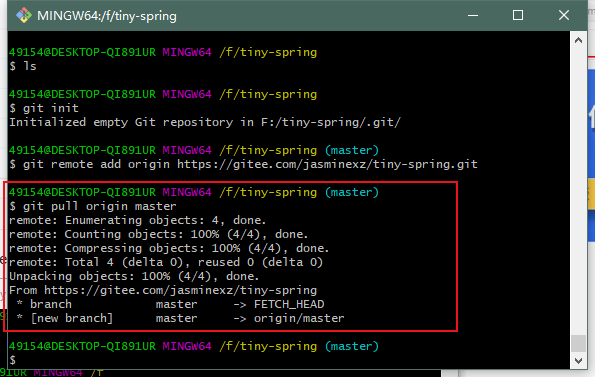 MINGW64:/f/tiny-spring
49154@DESKTOP-QI891UR MINGW64 /f/tiny-spring
$ ls
49154@DESKTOP-QI891UR MINGW64 /f/tiny-spring
$ git init
Initialized empty Git repository in F:/tiny-spring/.git/
49154@DESKTOP-QI891UR MINGW64 /f/tiny-spring (master)
$ git remote add origin https://gitee.com/jasminexz/tiny-spring.git
49154@DESKTOP-QI891UR MINGW64 /f/tiny-spring (master)
$ git pull origin master
remote: Enumerating objects: 4, done.
remote: Counting objects: 100% (4/4), done.
remote: Compressing objects: 100% (4/4), done.
remote: Total 4 (delta 0), reused 0 (delta 0)
Unpacking objects: 100% (4/4), done.
From https://gitee.com/jasminexz/tiny-spring
 * branch            master     -> FETCH_HEAD
 * [new branch]      master     -> origin/master
49154@DESKTOP-QI891UR MINGW64 /f/tiny-spring (master)
$
91UR MINGW64 /f